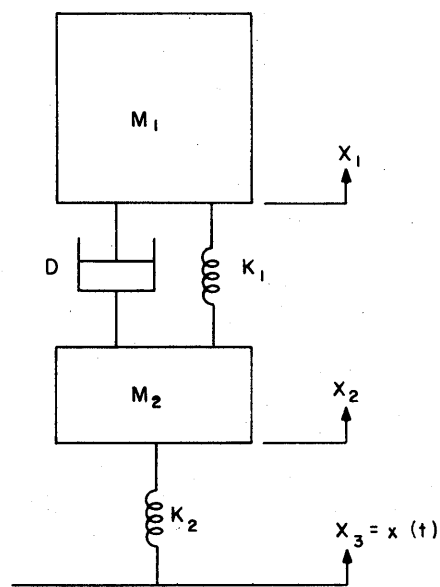 M₁
X₁
D
K₁
M₂
X₂
K₂
X₃ = x (t)